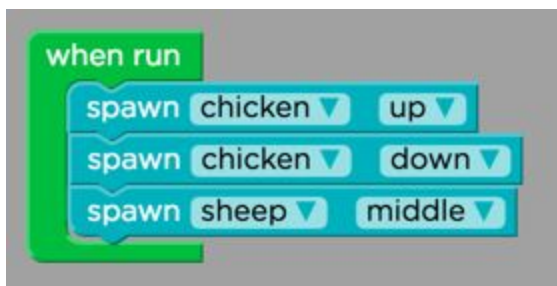 when run
spawn chicken up
spawn chicken down
spawn sheep middle